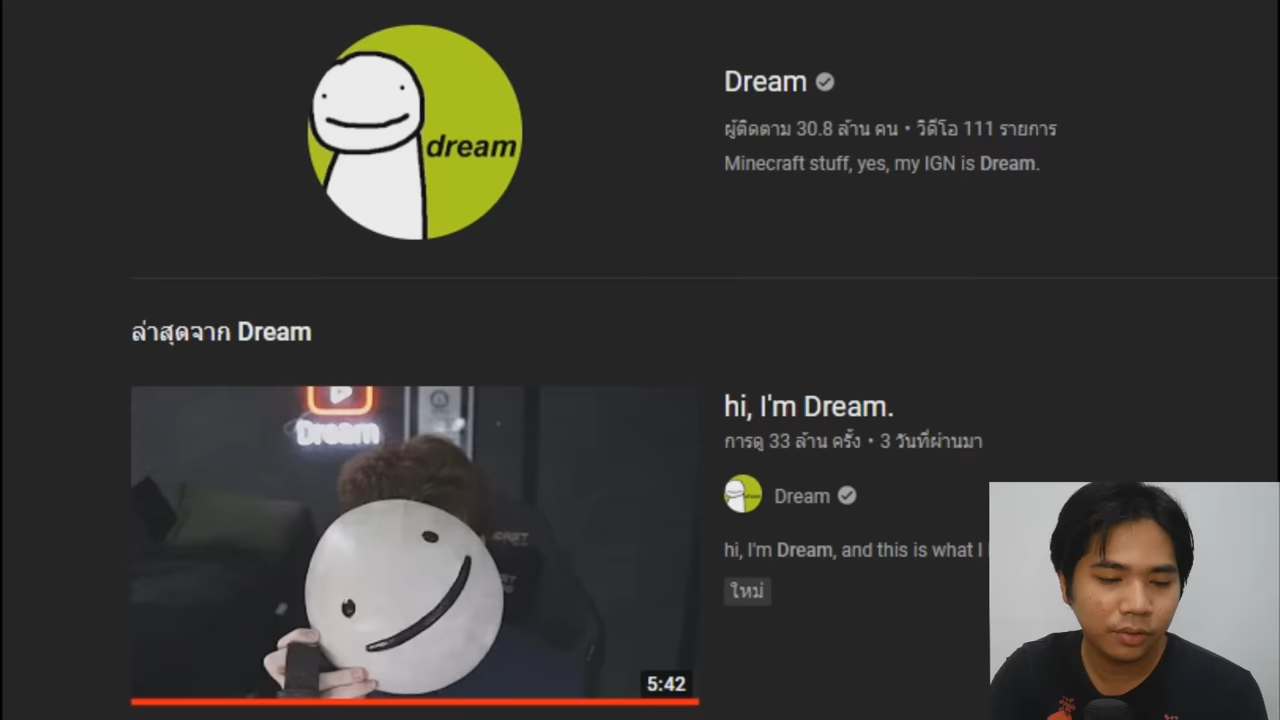 dream
Dream
ผู้ติดตาม 30.8 ล้าน คน • วิดีโอ 111 รายการ
Minecraft stuff, yes, my IGN is Dream.
ล่าสุดจาก Dream
Dream
hi, I'm Dream.
การดู 33 ล้าน ครั้ง • 3 วันที่ผ่านมา
Dream
hi, I'm Dream, and this is what I
ใหม่
5:42